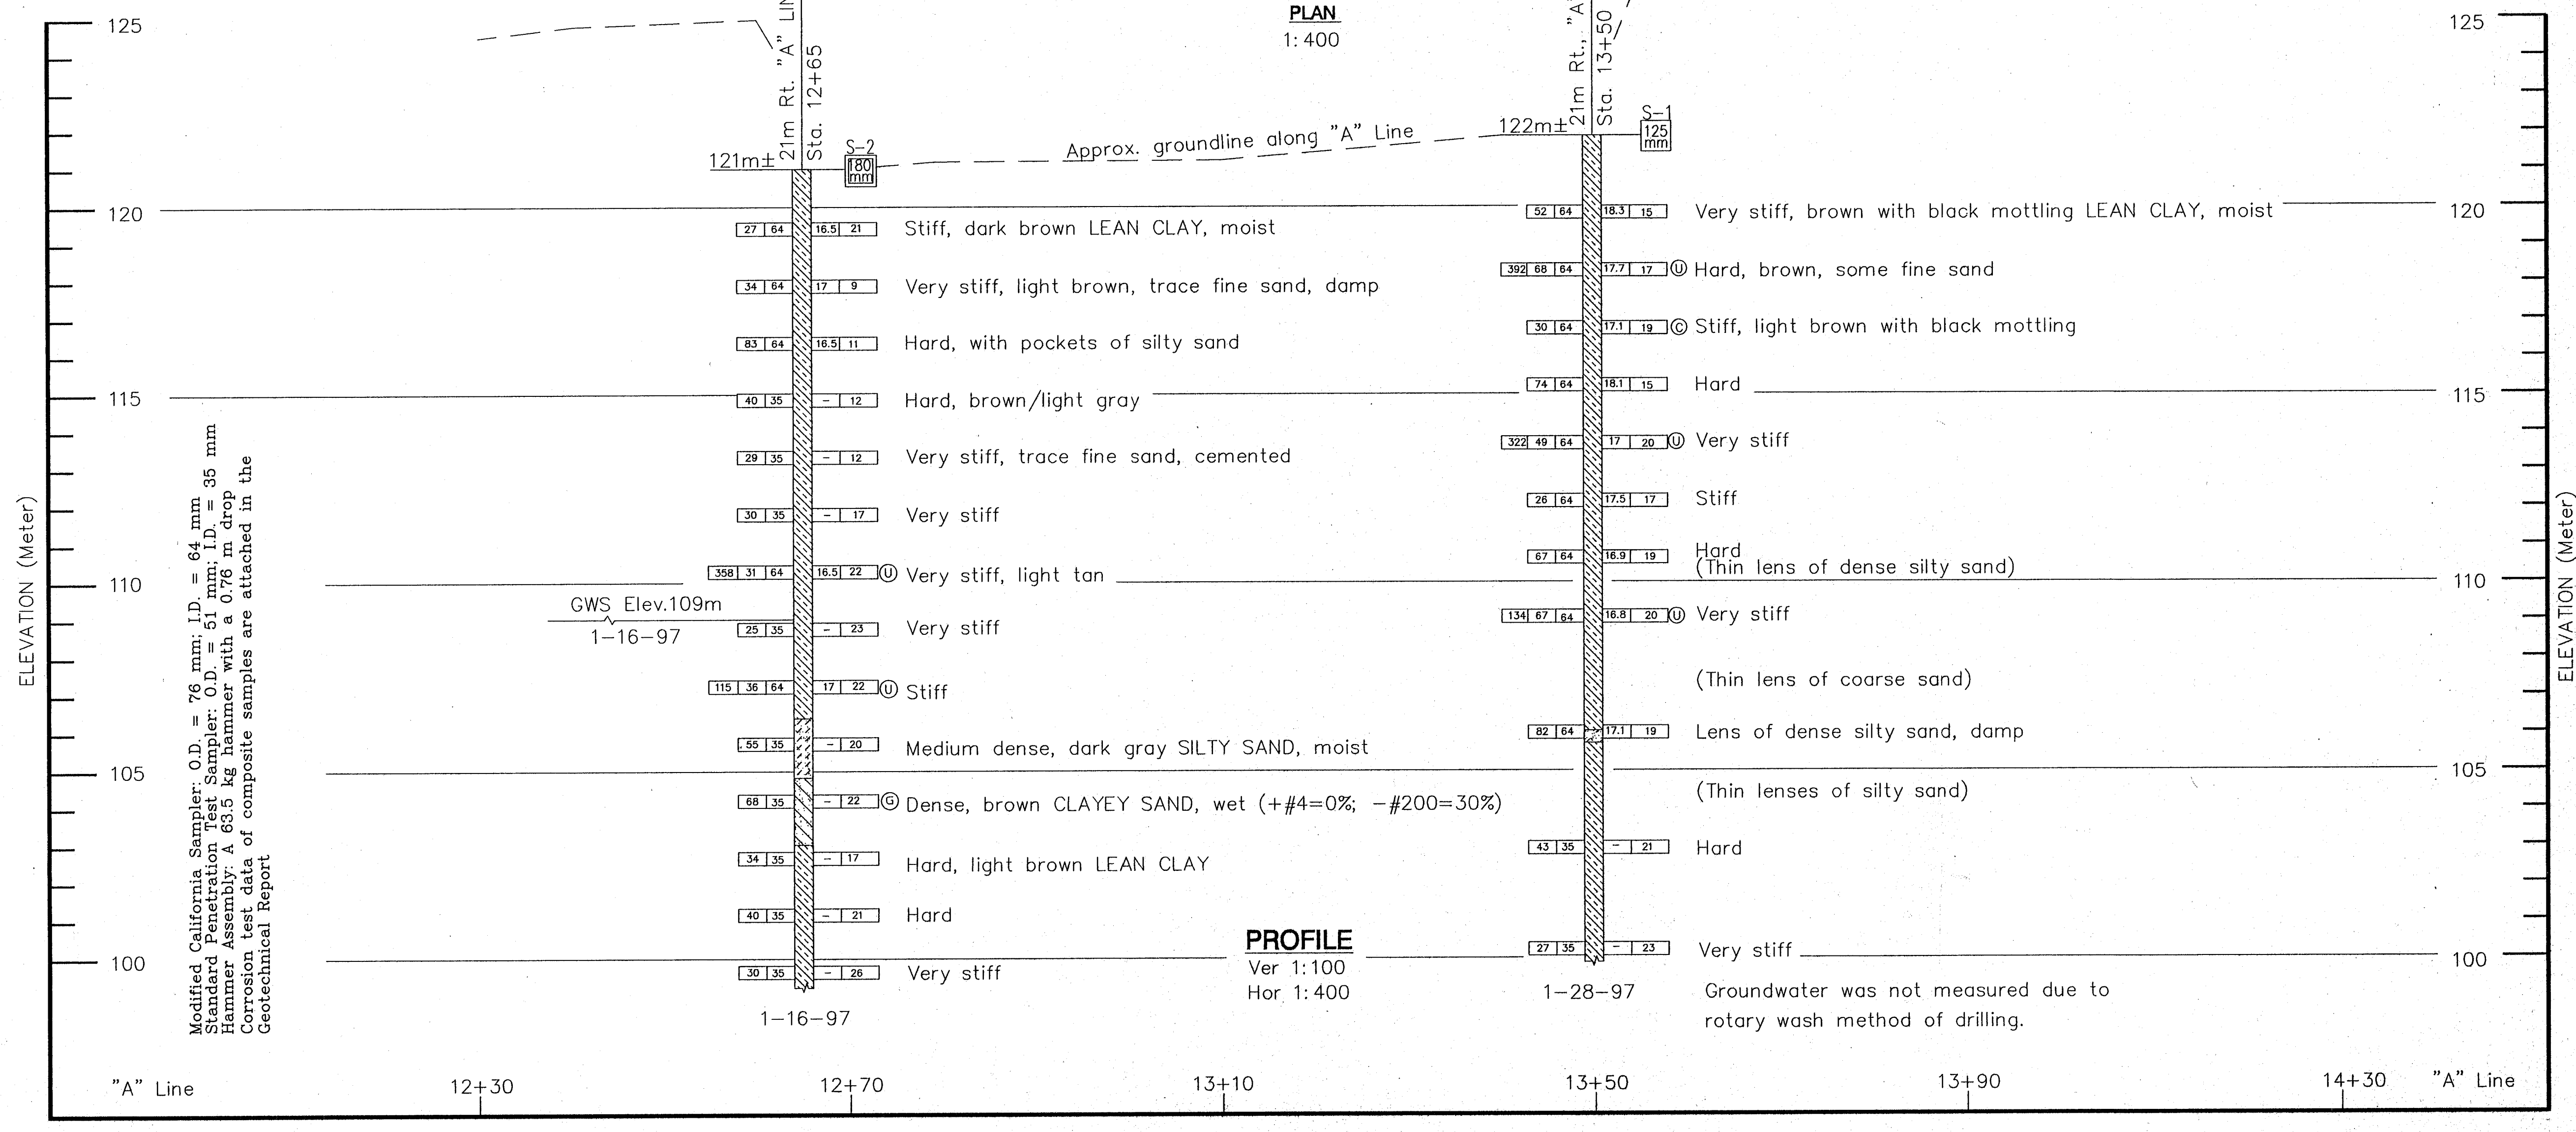 PLAN
1:400
125
125
21m Rt. "A" LIN
Sta. 12+65
21m Rt., "A"
Sta. 13+50
S-2
180
mm
121m±
Approx. groundline along "A" Line
122m±
S-1
125
mm
120
120
27 64 16.5 21 Stiff, dark brown LEAN CLAY, moist
34 64 17 9 Very stiff, light brown, trace fine sand, damp
83 64 16.5 11 Hard, with pockets of silty sand
115
40 35 - 12 Hard, brown/light gray
29 35 - 12 Very stiff, trace fine sand, cemented
30 35 - 17 Very stiff
110
358 31 64 16.5 22 U Very stiff, light tan
GWS Elev.109m
1-16-97
25 35 - 23 Very stiff
115 36 64 17 22 U Stiff
55 35 - 20 Medium dense, dark gray SILTY SAND, moist
105
68 35 - 22 G Dense, brown CLAYEY SAND, wet (+#4=0%; -#200=30%)
34 35 - 17 Hard, light brown LEAN CLAY
40 35 - 21 Hard
100
30 35 - 26 Very stiff
1-16-97
52 64 18.3 15 Very stiff, brown with black mottling LEAN CLAY, moist
392 68 64 17.7 17 U Hard, brown, some fine sand
30 64 17.1 19 C Stiff, light brown with black mottling
74 64 18.1 15 Hard
115
322 49 64 17 20 U Very stiff
26 64 17.5 17 Stiff
67 64 16.9 19 Hard
(Thin lens of dense silty sand)
110
134 67 64 16.8 20 U Very stiff
(Thin lens of coarse sand)
82 64 17.1 19 Lens of dense silty sand, damp
105
(Thin lenses of silty sand)
43 35 - 21 Hard
27 35 - 23 Very stiff
100
1-28-97
Groundwater was not measured due to
rotary wash method of drilling.
PROFILE
Ver 1:100
Hor 1:400
ELEVATION (Meter)
ELEVATION (Meter)
Modified California Sampler: O.D. = 76 mm; I.D. = 64 mm
Standard Penetration Test Sampler: O.D. = 51 mm; I.D. = 35 mm
Hammer Assembly: A 63.5 kg hammer with a 0.76 m drop
Corrosion test data of composite samples are attached in the
Geotechnical Report
"A" Line 12+30 12+70 13+10 13+50 13+90 14+30 "A" Line